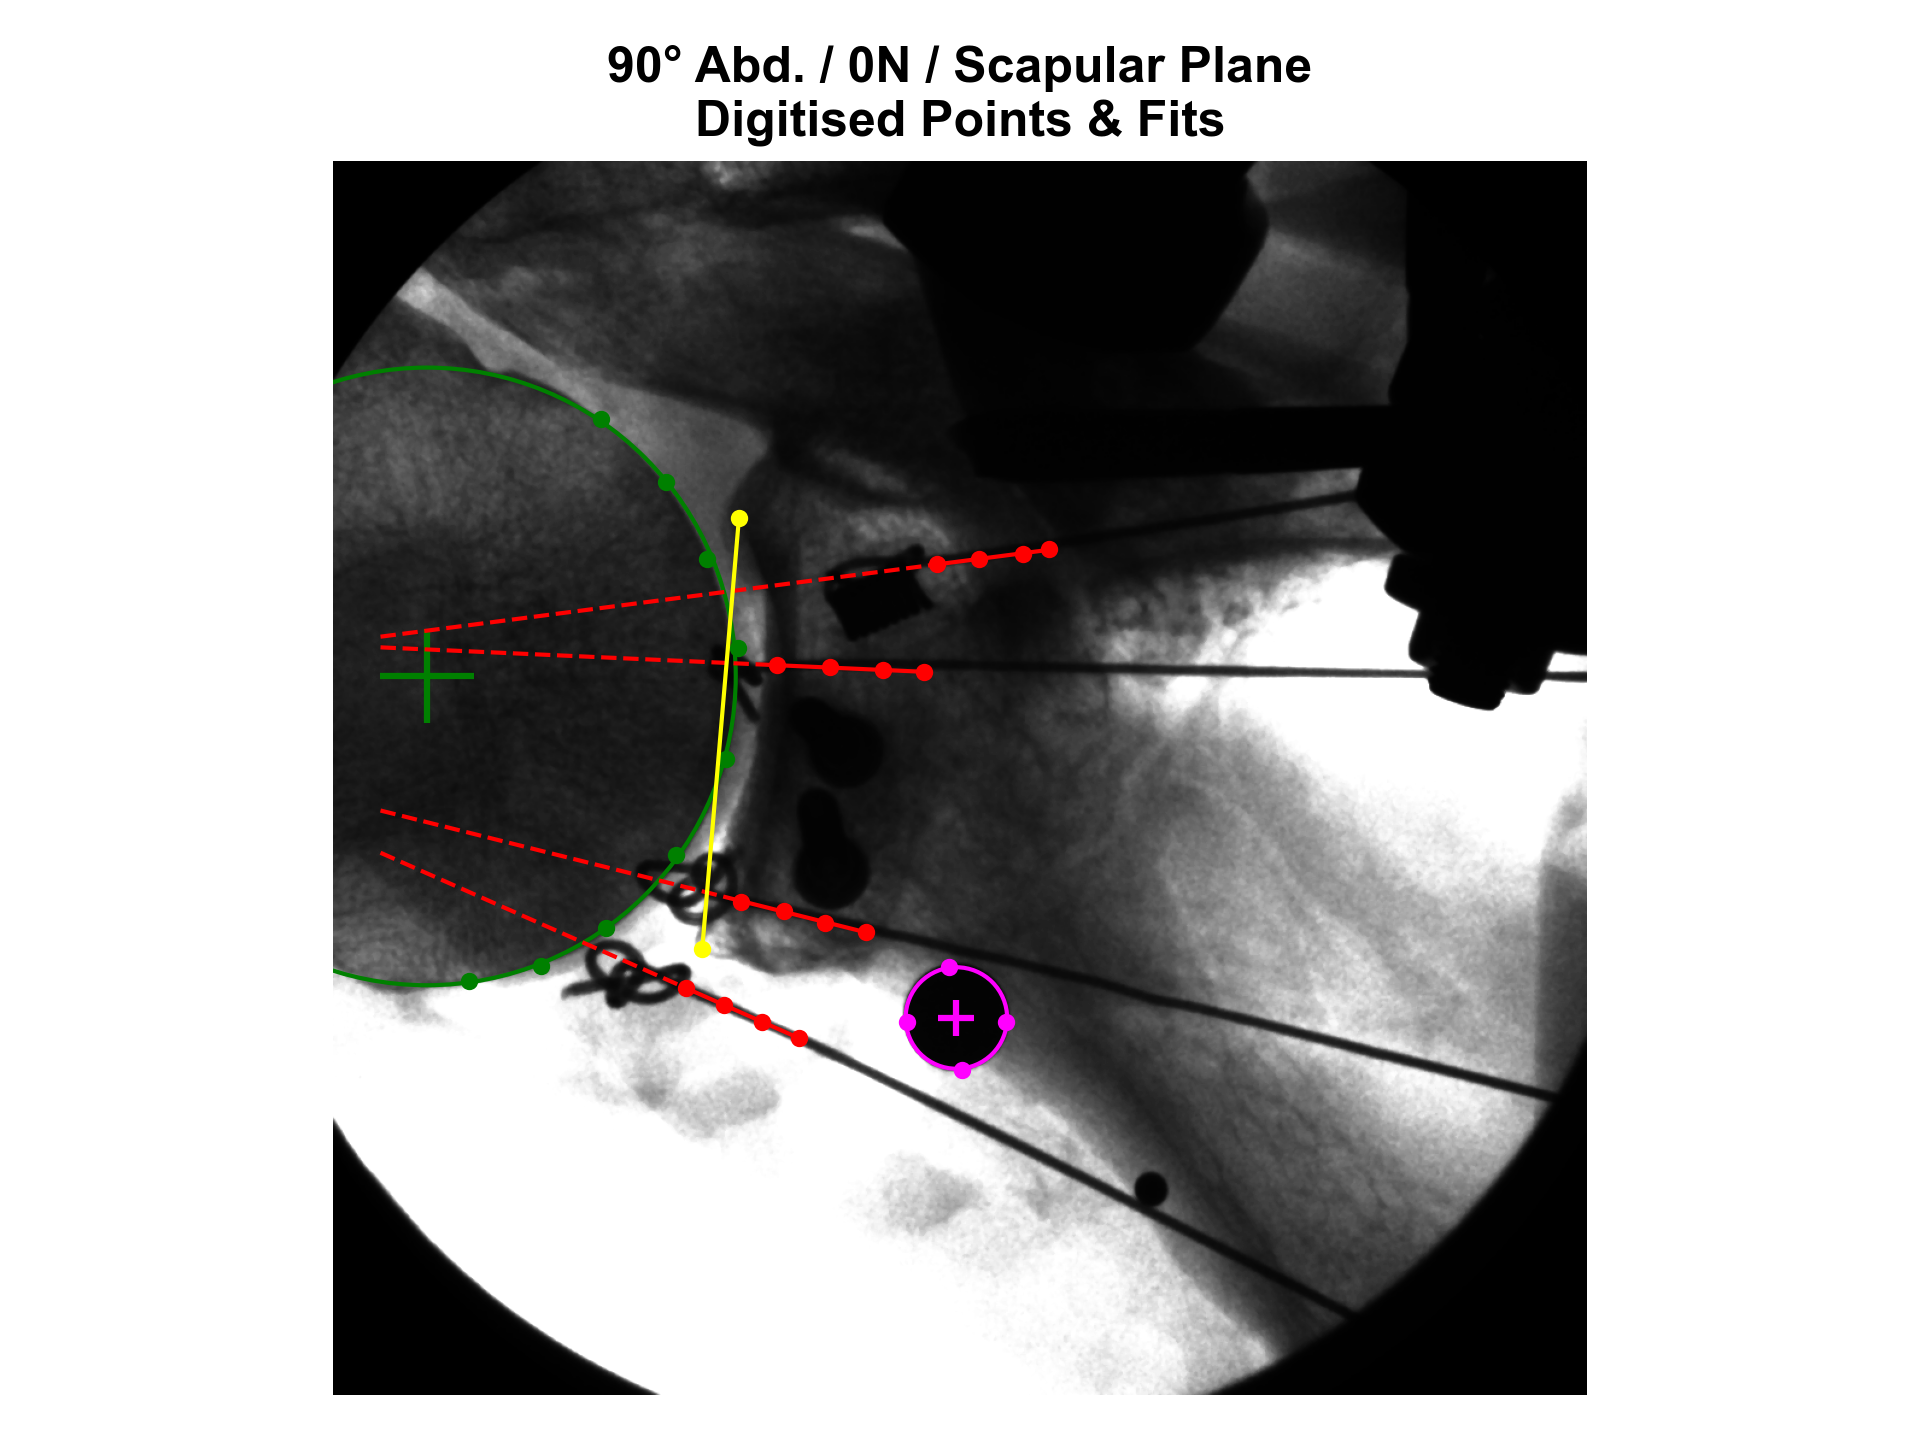 90° Abd. / 0N / Scapular Plane
Digitised Points & Fits